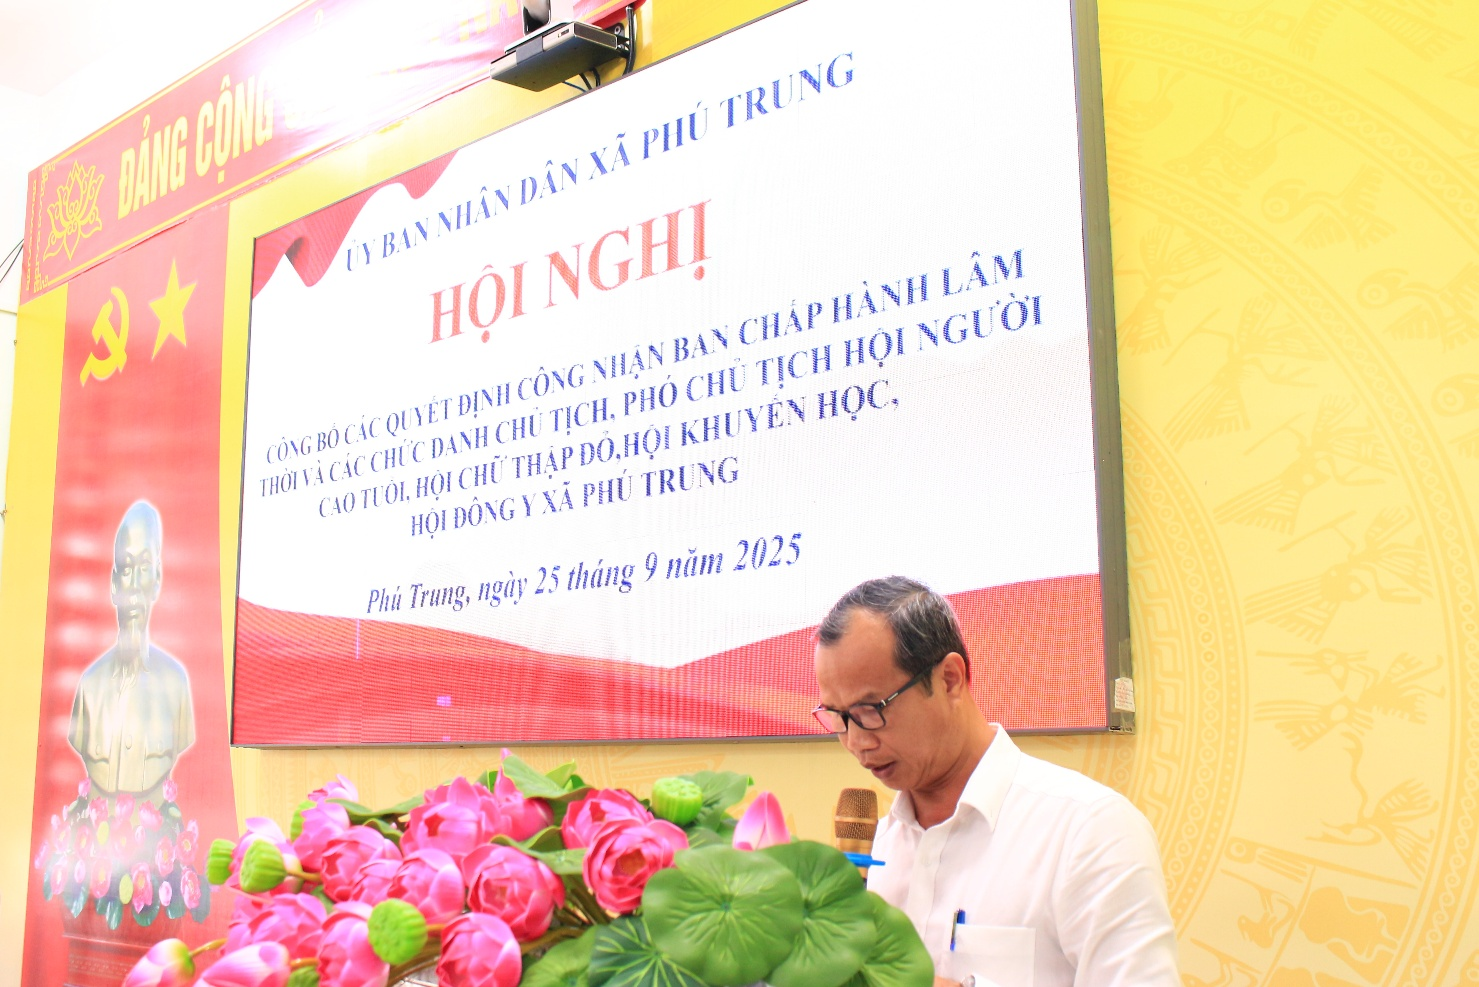 ĐẢNG CỘNG
ỦY BAN NHÂN DÂN XÃ PHÚ TRUNG
HỘI NGHỊ
CÔNG BỐ CÁC QUYẾT ĐỊNH CÔNG NHẬN BAN CHẤP HÀNH LÂM
THỜI VÀ CÁC CHỨC DANH CHỦ TỊCH, PHÓ CHỦ TỊCH HỘI NGƯỜI
CAO TUỔI, HỘI CHỮ THẬP ĐỎ,HỘI KHUYẾN HỌC,
HỘI ĐÔNG Y XÃ PHÚ TRUNG
Phú Trung, ngày 25 tháng 9 năm 2025